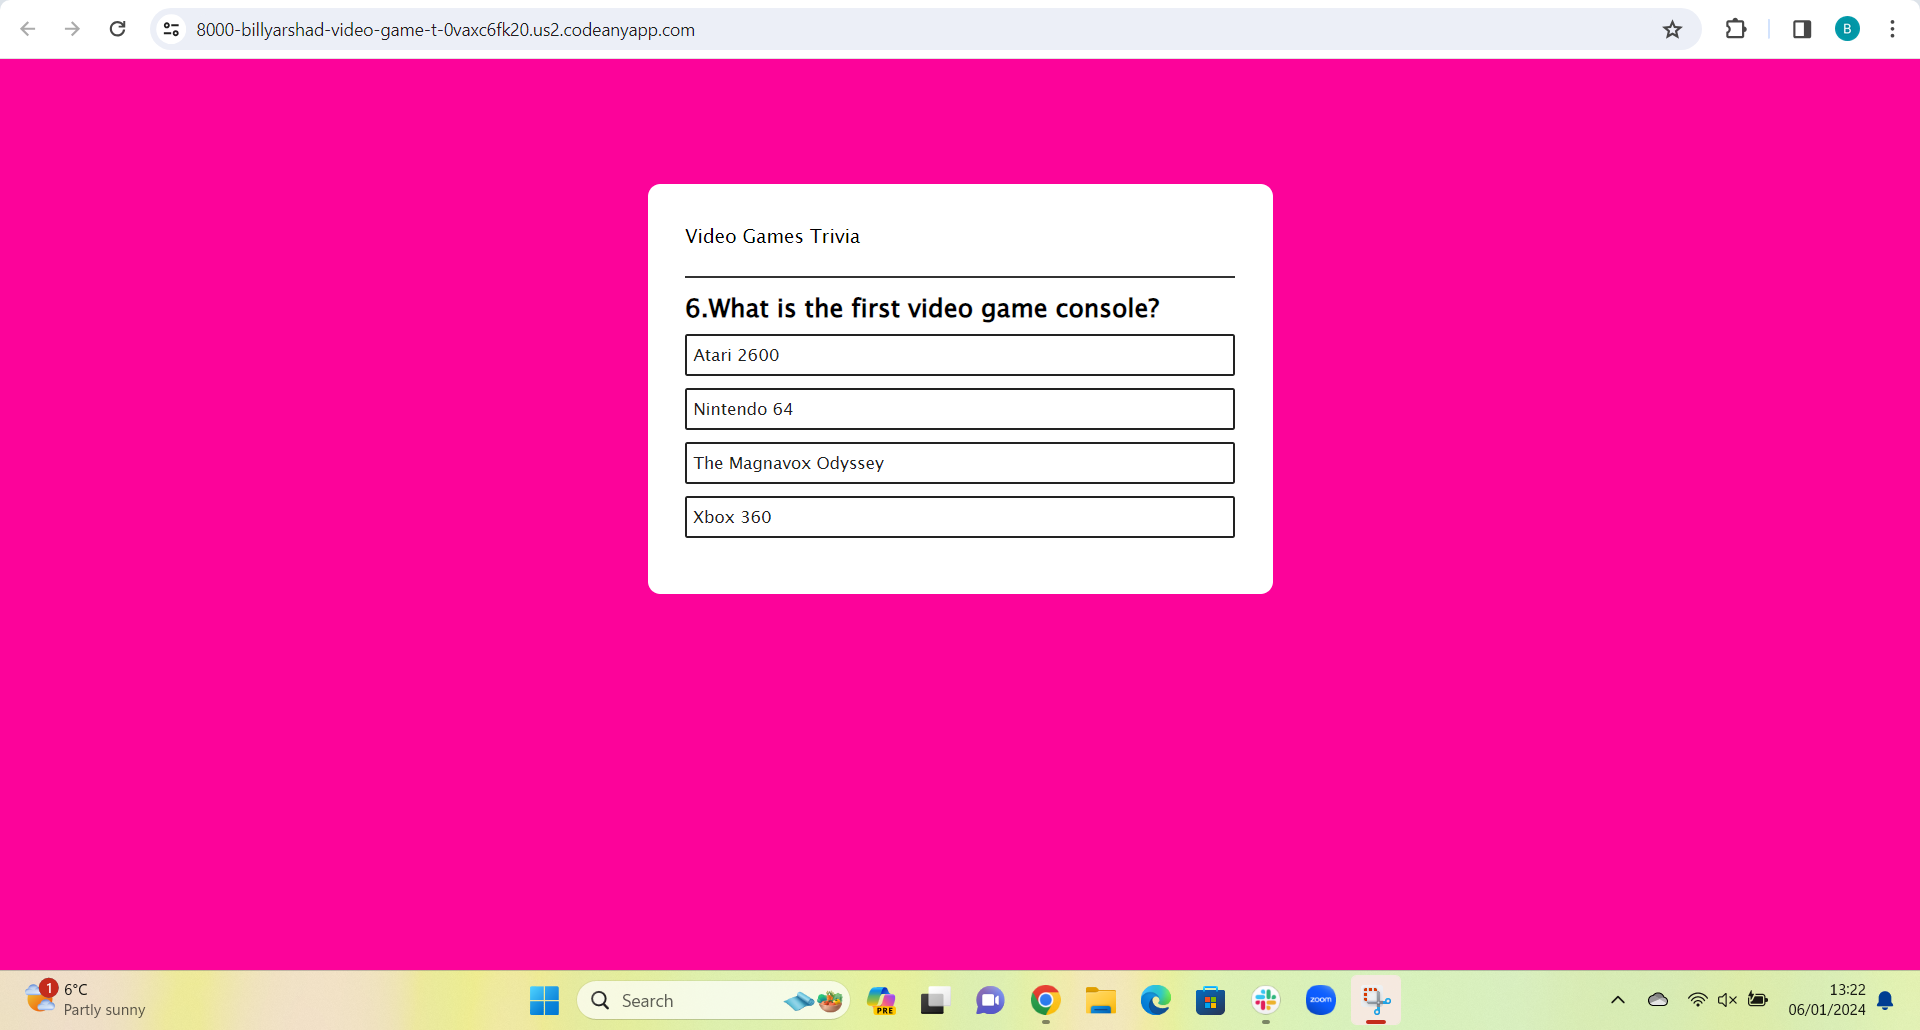 8000-billyarshad-video-game-t-0vaxc6fk20.us2.codeanyapp.com
B
Video Games Trivia
6.What is the first video game console?
Atari 2600
Nintendo 64
The Magnavox Odyssey
Xbox 360
1
6°C
Partly sunny
Search
PRE
zoom
13:22
06/01/2024